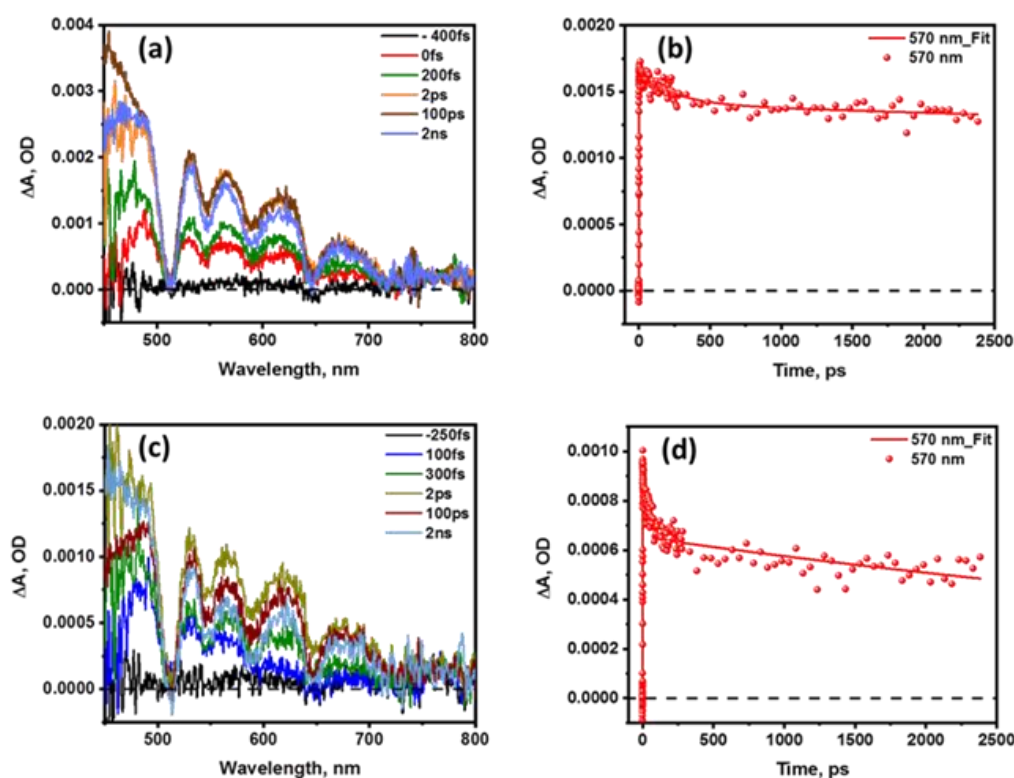 (a)
- 400fs
0fs
200fs
2ps
100ps
2ns
0.004
0.003
0.002
0.001
0.000
ΔA, OD
500 550 600 650 700 750 800
Wavelength, nm
(b)
570 nm_Fit
570 nm
0.0020
0.0015
0.0010
0.0005
0.0000
ΔA, OD
0 500 1000 1500 2000 2500
Time, ps
(c)
-250fs
100fs
300fs
2ps
100ps
2ns
0.0020
0.0015
0.0010
0.0005
0.0000
ΔA, OD
500 600 700 800
Wavelength, nm
(d)
570 nm_Fit
570 nm
0.0010
0.0008
0.0006
0.0004
0.0002
0.0000
ΔA, OD
0 500 1000 1500 2000 2500
Time, ps